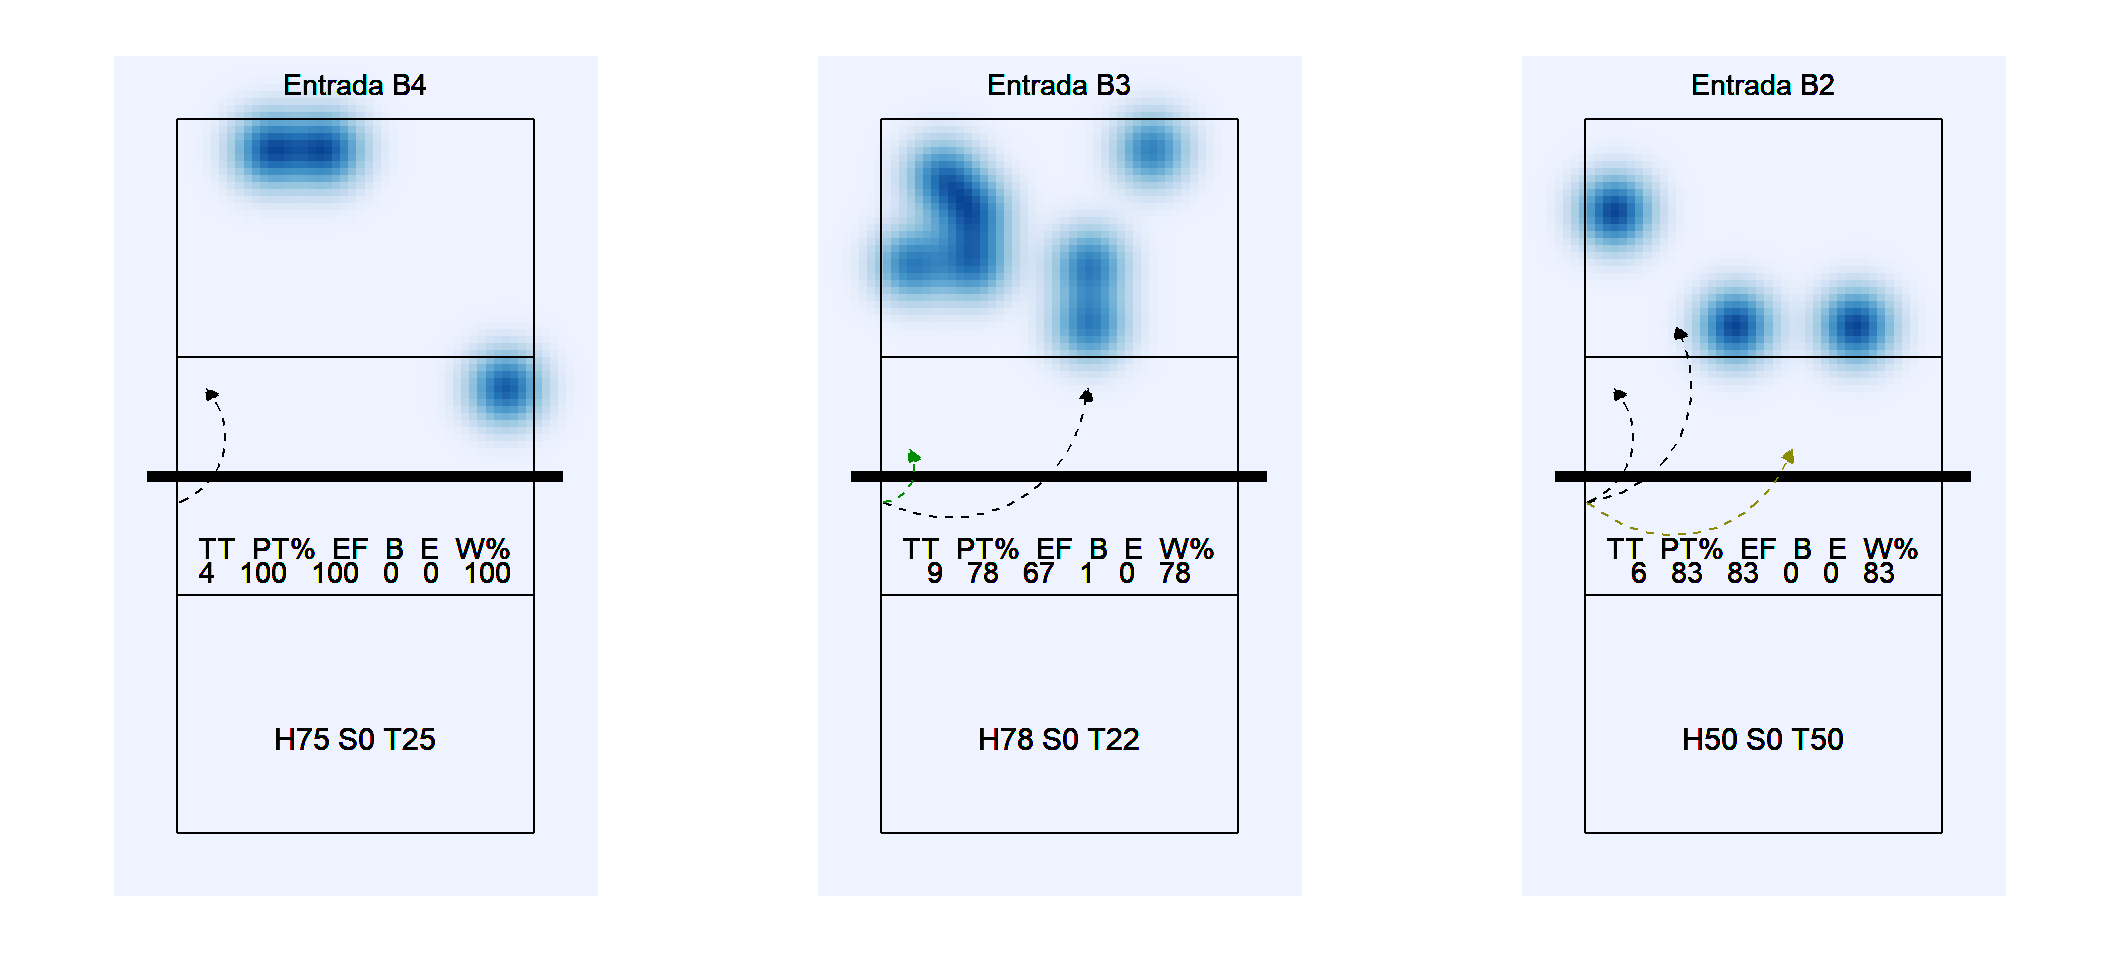 Entrada B4
TT PT% EF B E W%
4 100 100 0 0 100
H75 S0 T25
Entrada B3
TT PT% EF B E W%
9 78 67 1 0 78
H78 S0 T22
Entrada B2
TT PT% EF B E W%
6 83 83 0 0 83
H50 S0 T50